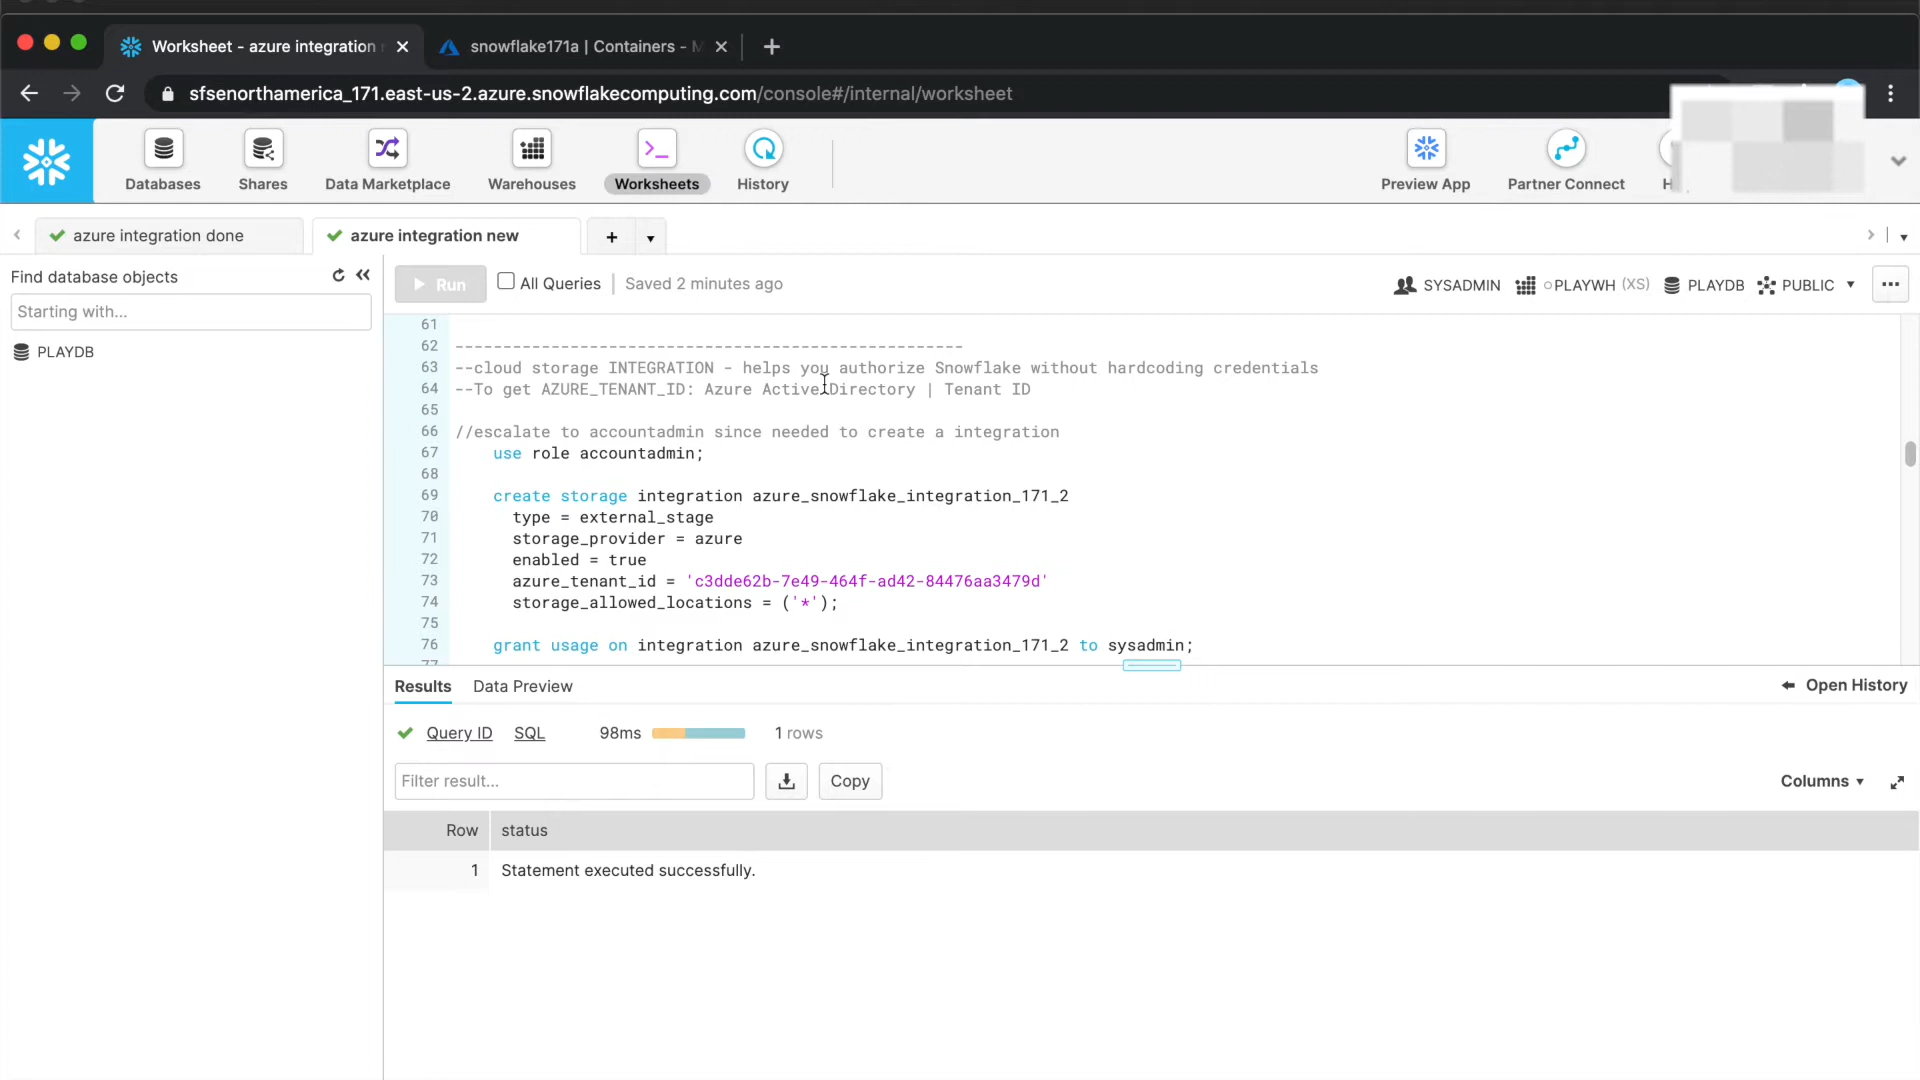 Worksheet - azure integration
snowflake171a | Containers - M
sfsenorthamerica_171.east-us-2.azure.snowflakecomputing.com/console#/internal/worksheet
Databases
Shares
Data Marketplace
Warehouses
Worksheets
History
Preview App
Partner Connect
azure integration done
azure integration new
Find database objects
Starting with...
PLAYDB
Run
All Queries
Saved 2 minutes ago
SYSADMIN
PLAYWH (XS)
PLAYDB
PUBLIC
61
62 -----------------------------------------------------
63 --cloud storage INTEGRATION - helps you authorize Snowflake without hardcoding credentials
64 --To get AZURE_TENANT_ID: Azure Active Directory | Tenant ID
65
66 //escalate to accountadmin since needed to create a integration
67 use role accountadmin;
68
69 create storage integration azure_snowflake_integration_171_2
70 type = external_stage
71 storage_provider = azure
72 enabled = true
73 azure_tenant_id = 'c3dde62b-7e49-464f-ad42-84476aa3479d'
74 storage_allowed_locations = ('*');
75
76 grant usage on integration azure_snowflake_integration_171_2 to sysadmin;
77
Results
Data Preview
Open History
Query ID
SQL
98ms
1 rows
Filter result...
Copy
Columns
Row status
1 Statement executed successfully.